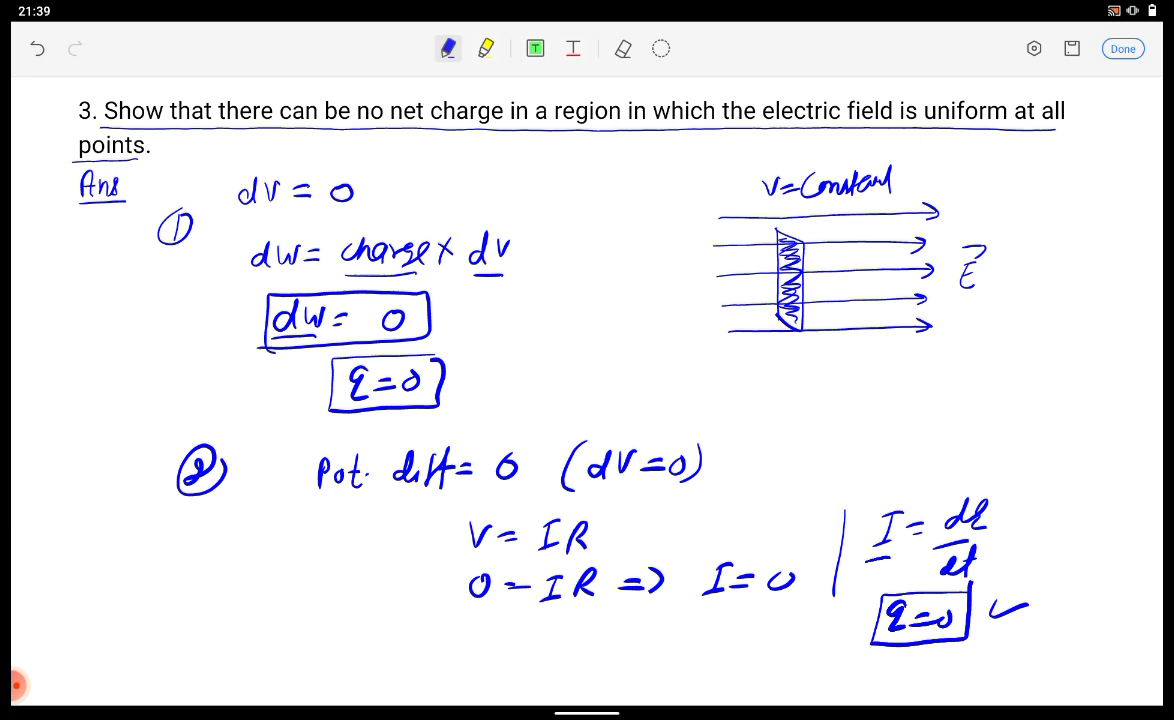 21:39
T
T
Done
3. Show that there can be no net charge in a region in which the electric field is uniform at all
points.
Ans
V=Constant
① dv = 0
dw= charge × dv
dw= 0
q=0
E
② Pot. diff= 0 (dV=0)
V= IR
0 = IR => I=0
I= dq/dt
q=0 ✓